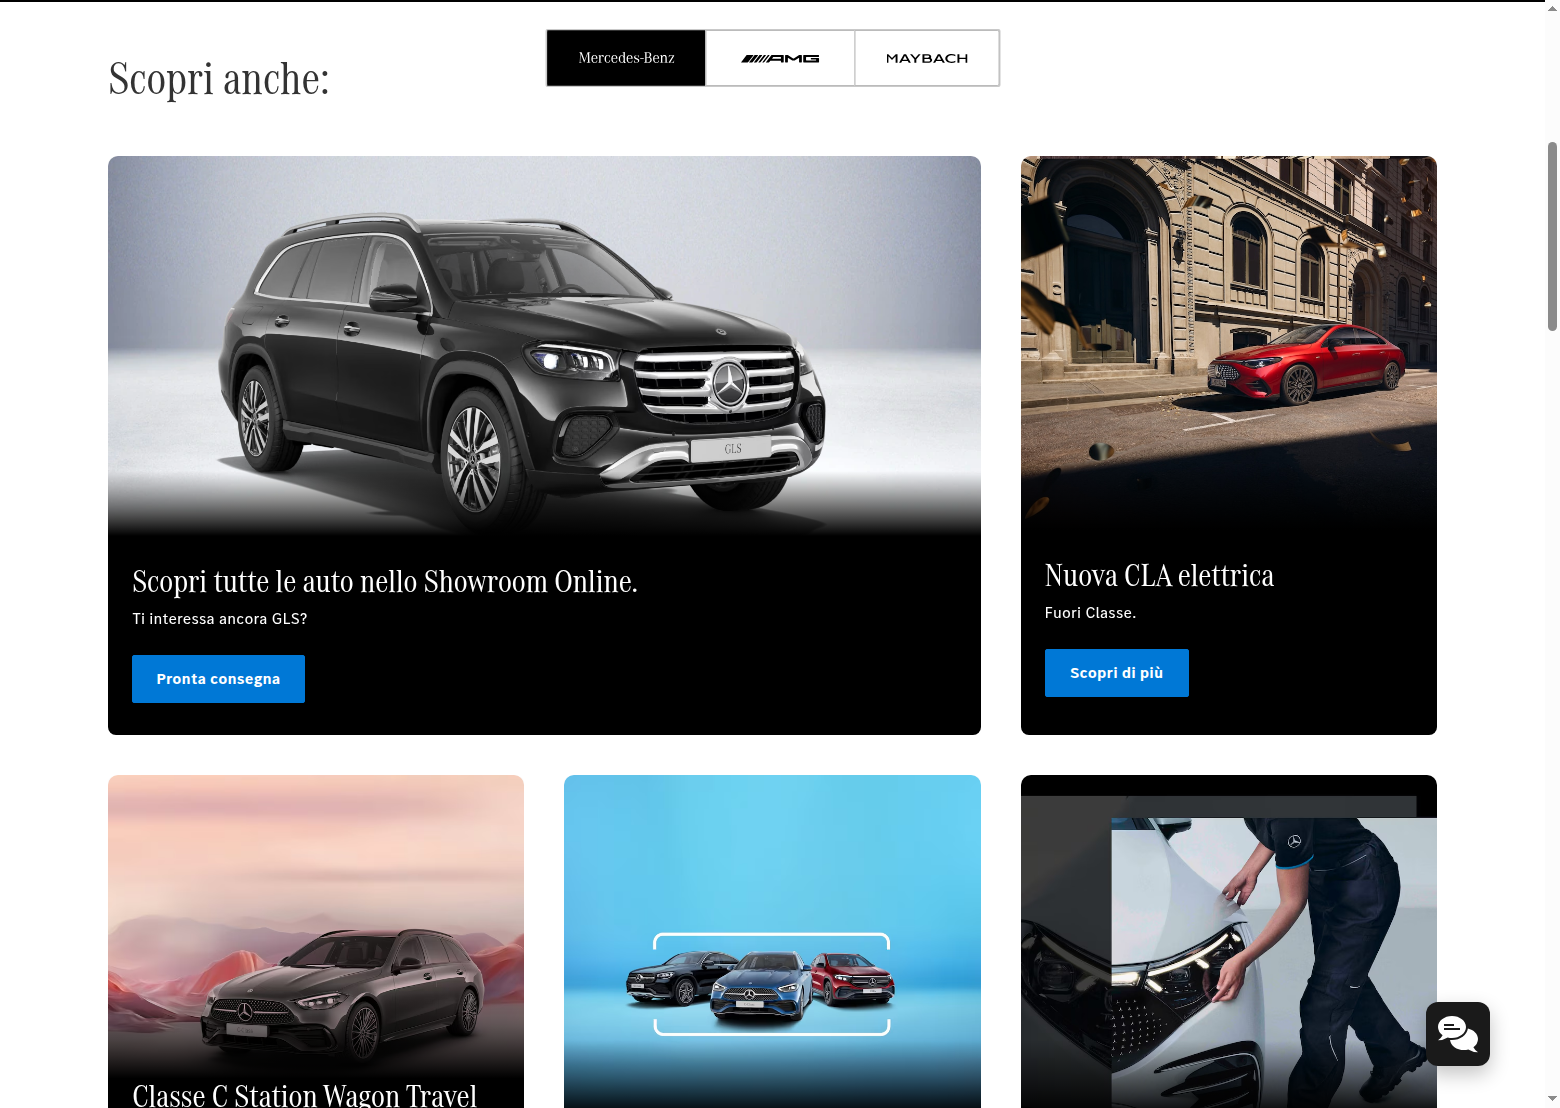 Mercedes-Benz
AMG
MAYBACH
Scopri anche:
GLS
Scopri tutte le auto nello Showroom Online.
Ti interessa ancora GLS?
Pronta consegna
Nuova CLA elettrica
Fuori Classe.
Scopri di più
Classe C Station Wagon Travel